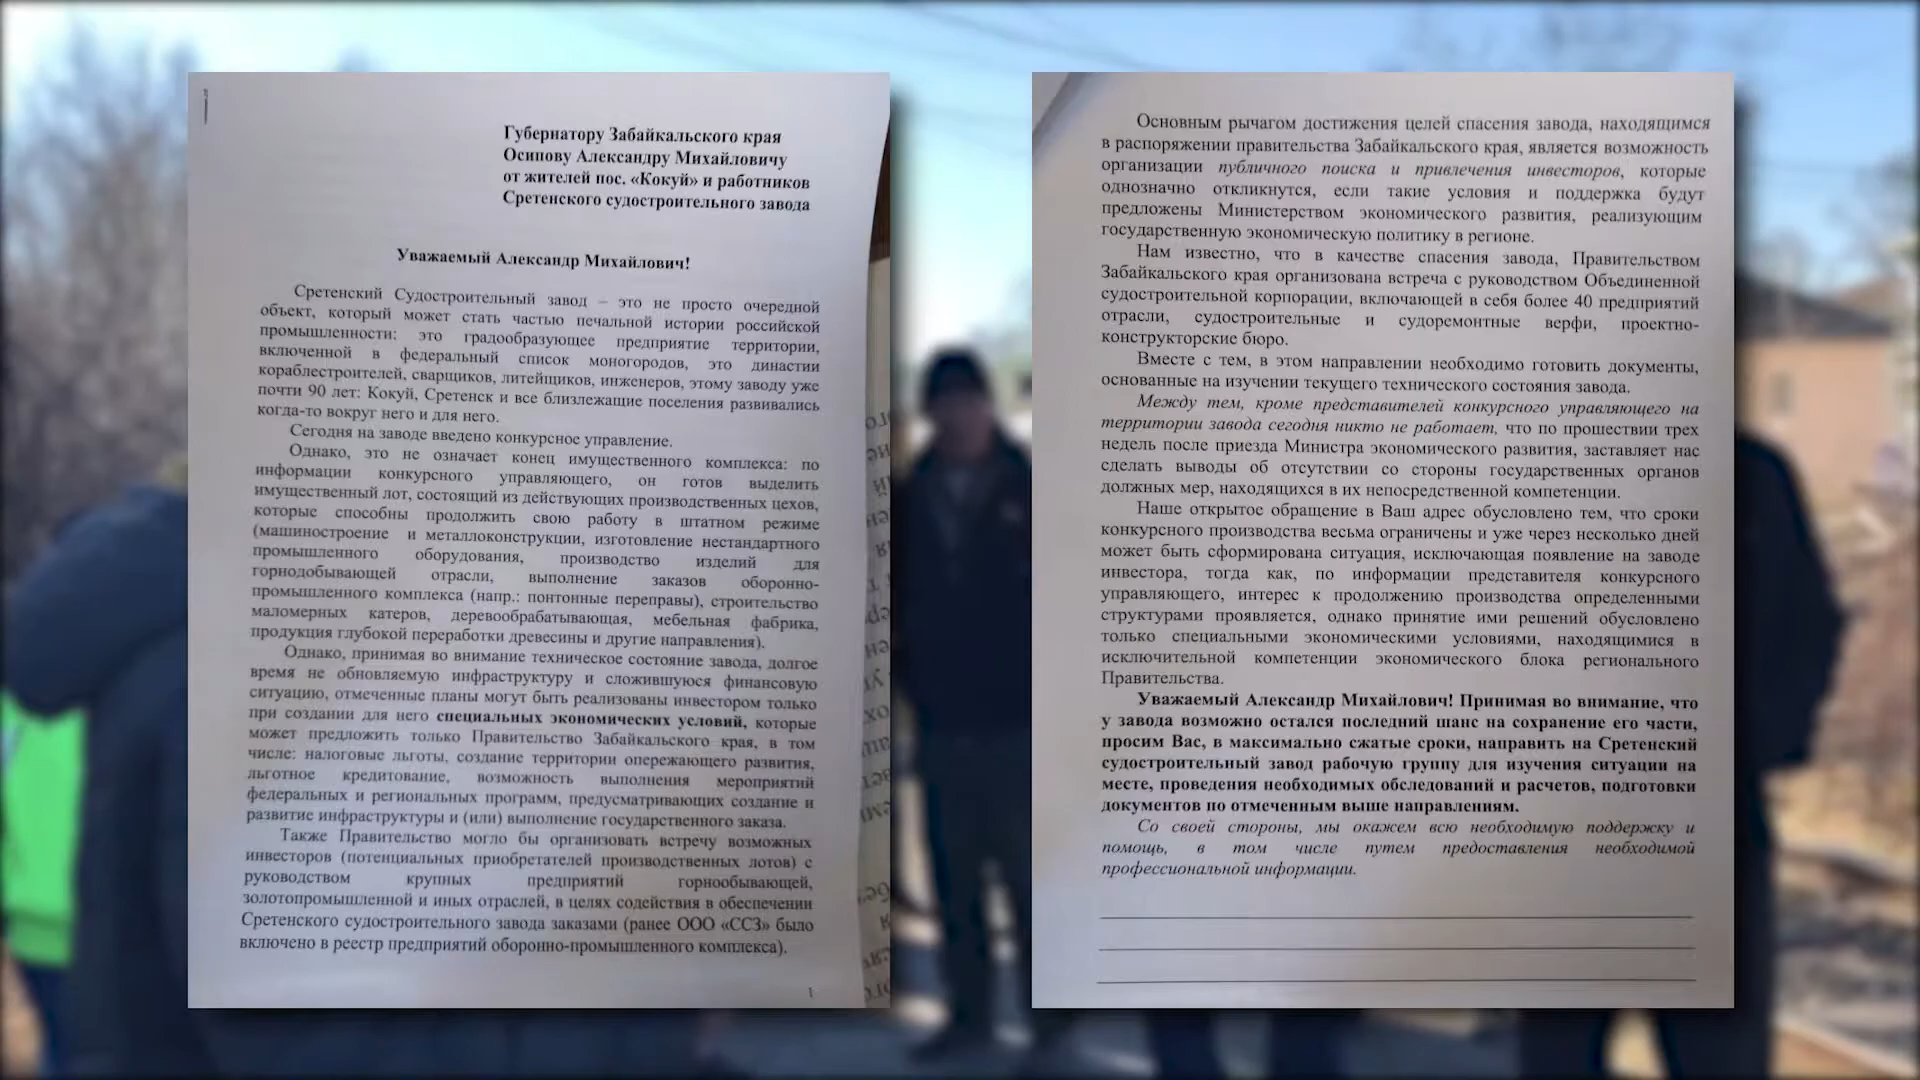 Губернатору Забайкальского края
Осипову Александру Михайловичу
от жителей пос. «Кокуй» и работников
Сретенского судостроительного завода
Уважаемый Александр Михайлович!
Сретенский Судостроительный завод – это не просто очередной
объект, который может стать частью печальной истории российской
промышленности: это градообразующее предприятие территории,
включенной в федеральный список моногородов, это династии
кораблестроителей, сварщиков, литейщиков, инженеров, этому заводу уже
почти 90 лет: Кокуй, Сретенск и все близлежащие поселения развивались
когда-то вокруг него и для него.
Сегодня на заводе введено конкурсное управление.
Однако, это не означает конец имущественного комплекса: по
информации конкурсного управляющего, он готов выделить
имущественный лот, состоящий из действующих производственных цехов,
которые способны продолжить свою работу в штатном режиме
(машиностроение и металлоконструкции, изготовление нестандартного
промышленного оборудования, производство изделий для
горнодобывающей отрасли, выполнение заказов оборонно-
промышленного комплекса (напр.: понтонные переправы), строительство
маломерных катеров, деревообрабатывающая, мебельная фабрика,
продукция глубокой переработки древесины и другие направления).
Однако, принимая во внимание техническое состояние завода, долгое
время не обновляемую инфраструктуру и сложившуюся финансовую
ситуацию, отмеченные планы могут быть реализованы инвестором только
при создании для него специальных экономических условий, которые
может предложить только Правительство Забайкальского края, в том
числе: налоговые льготы, создание территории опережающего развития,
льготное кредитование, возможность выполнения мероприятий
федеральных и региональных программ, предусматривающих создание и
развитие инфраструктуры и (или) выполнение государственного заказа.
Также Правительство могло бы организовать встречу возможных
инвесторов (потенциальных приобретателей производственных лотов) с
руководством крупных предприятий горнообывающей,
золотопромышленной и иных отраслей, в целях содействия в обеспечении
Сретенского судостроительного завода заказами (ранее ООО «ССЗ» было
включено в реестр предприятий оборонно-промышленного комплекса).
1
Основным рычагом достижения целей спасения завода, находящимся
в распоряжении правительства Забайкальского края, является возможность
организации публичного поиска и привлечения инвесторов, которые
однозначно откликнутся, если такие условия и поддержка будут
предложены Министерством экономического развития, реализующим
государственную экономическую политику в регионе.
Нам известно, что в качестве спасения завода, Правительством
Забайкальского края организована встреча с руководством Объединенной
судостроительной корпорации, включающей в себя более 40 предприятий
отрасли, судостроительные и судоремонтные верфи, проектно-
конструкторские бюро.
Вместе с тем, в этом направлении необходимо готовить документы,
основанные на изучении текущего технического состояния завода.
Между тем, кроме представителей конкурсного управляющего на
территории завода сегодня никто не работает, что по прошествии трех
недель после приезда Министра экономического развития, заставляет нас
сделать выводы об отсутствии со стороны государственных органов
должных мер, находящихся в их непосредственной компетенции.
Наше открытое обращение в Ваш адрес обусловлено тем, что сроки
конкурсного производства весьма ограничены и уже через несколько дней
может быть сформирована ситуация, исключающая появление на заводе
инвестора, тогда как, по информации представителя конкурсного
управляющего, интерес к продолжению производства определенными
структурами проявляется, однако принятие ими решений обусловлено
только специальными экономическими условиями, находящимися в
исключительной компетенции экономического блока регионального
Правительства.
Уважаемый Александр Михайлович! Принимая во внимание, что
у завода возможно остался последний шанс на сохранение его части,
просим Вас, в максимально сжатые сроки, направить на Сретенский
судостроительный завод рабочую группу для изучения ситуации на
месте, проведения необходимых обследований и расчетов, подготовки
документов по отмеченным выше направлениям.
Со своей стороны, мы окажем всю необходимую поддержку и
помощь, в том числе путем предоставления необходимой
профессиональной информации.